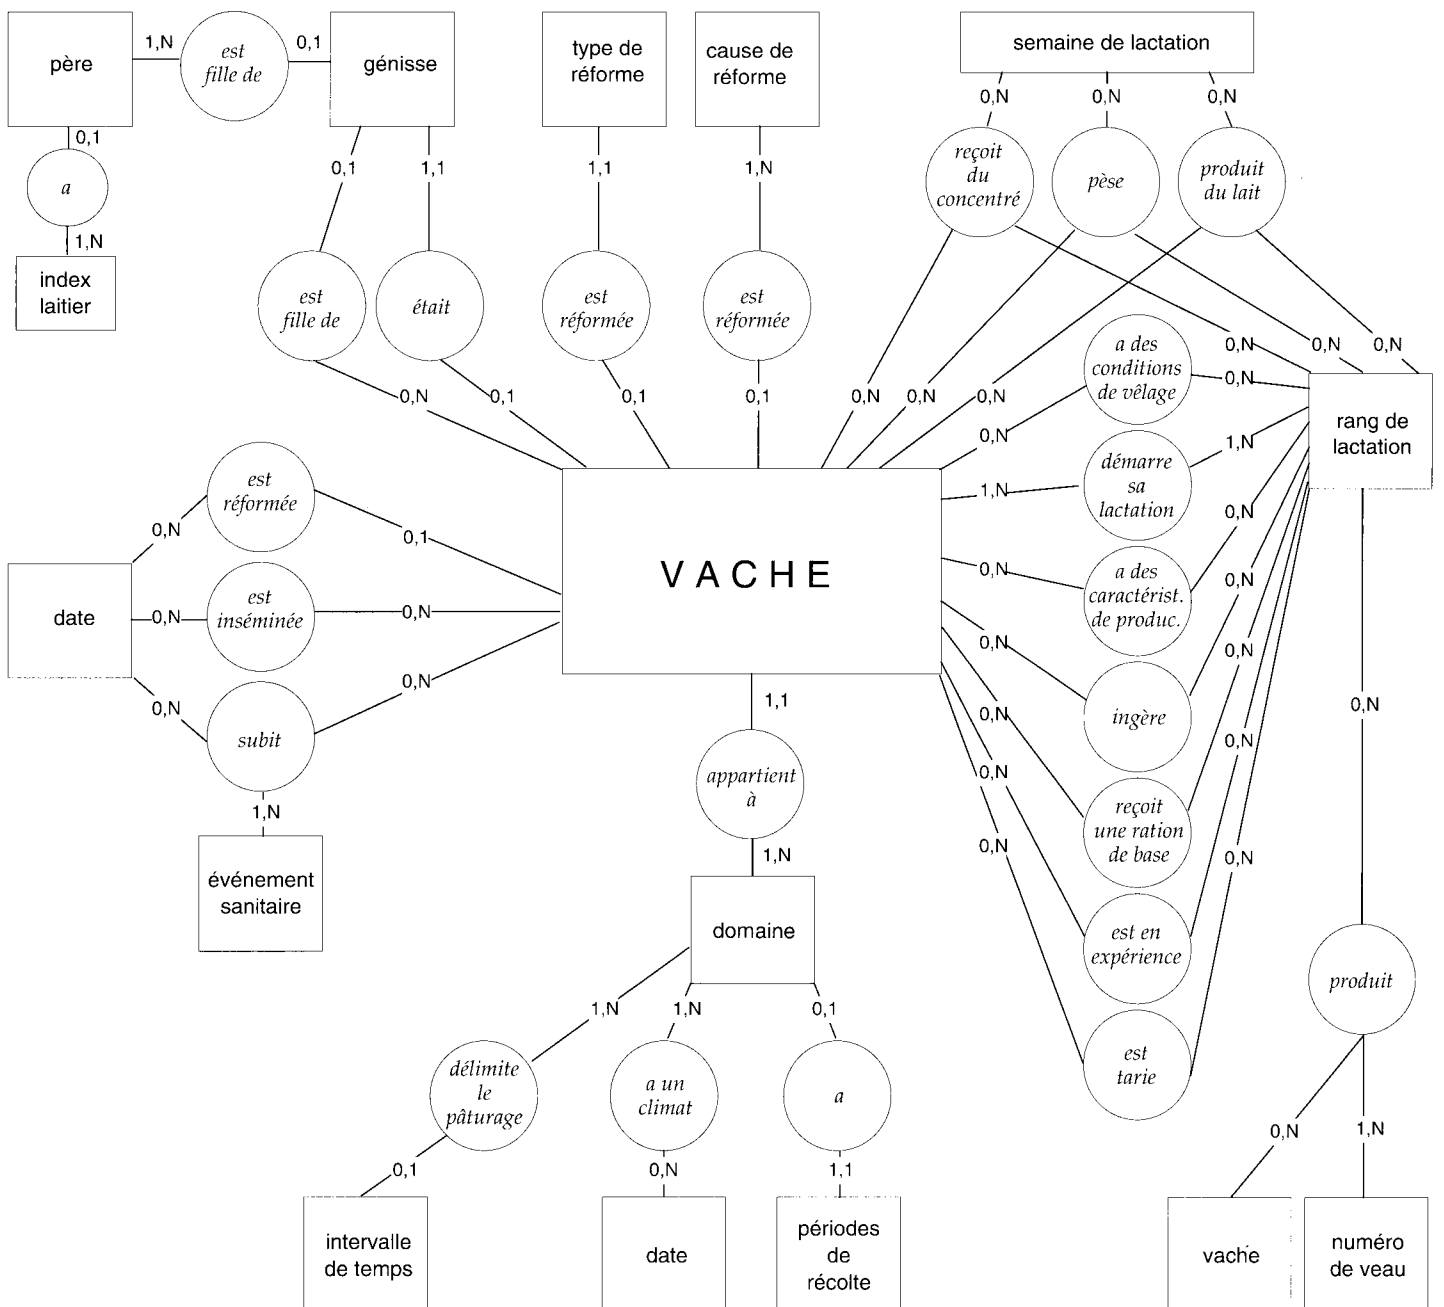 père
1,N
est
fille de
0,1
génisse
type de
réforme
cause de
réforme
semaine de lactation
0,1
a
1,N
index
laitier
0,1
1,1
1,1
1,N
0,N
0,N
0,N
reçoit
du
concentré
pèse
produit
du lait
est
fille de
était
est
réformée
est
réformée
0,N
0,1
0,1
0,1
0,N
0,N
0,N
0,N
0,N
0,N
a des
conditions
de vêlage
0,N
0,N
rang de
lactation
démarre
sa
lactation
1,N
1,N
est
réformée
0,N
0,1
date
est
inséminée
0,N
0,N
subit
0,N
0,N
1,N
événement
sanitaire
VACHE
a des
caractérist.
de produc.
0,N
0,N
ingère
0,N
0,N
reçoit
une ration
de base
0,N
0,N
est en
expérience
0,N
0,N
est
tarie
0,N
0,N
1,1
appartient
à
1,N
domaine
1,N
1,N
0,1
délimite
le
pâturage
a un
climat
a
0,1
0,N
1,1
intervalle
de temps
date
périodes
de
récolte
0,N
produit
0,N
1,N
vache
numéro
de veau